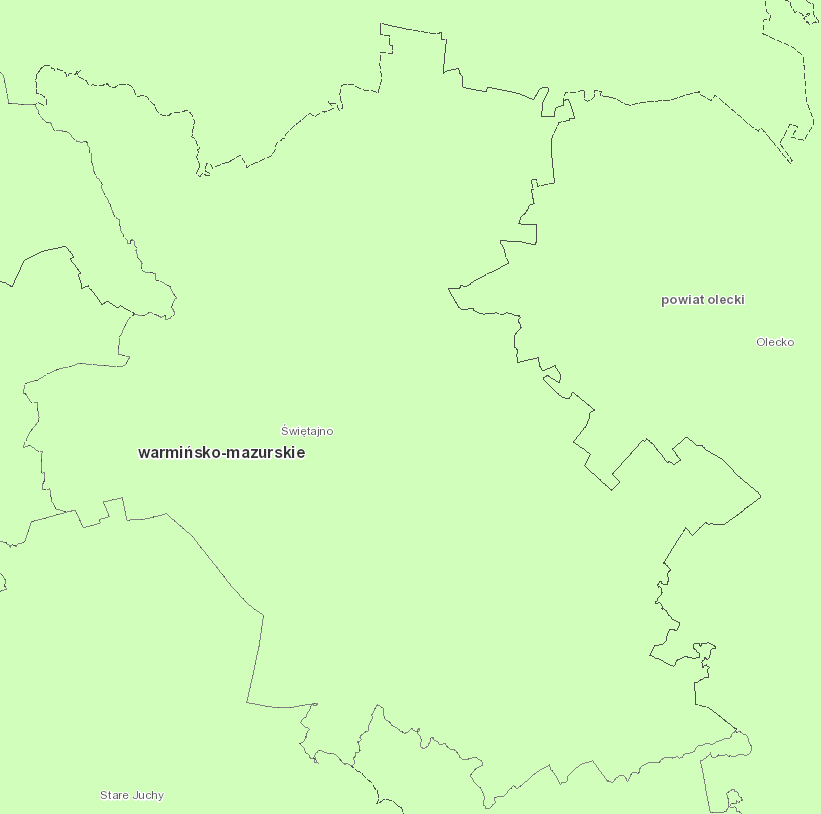 powiat olecki
Olecko
Świętajno
warmińsko-mazurskie
Stare Juchy